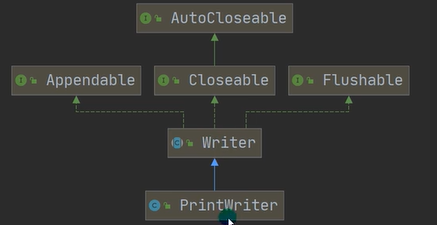 AutoCloseable
Appendable
Closeable
Flushable
Writer
PrintWriter